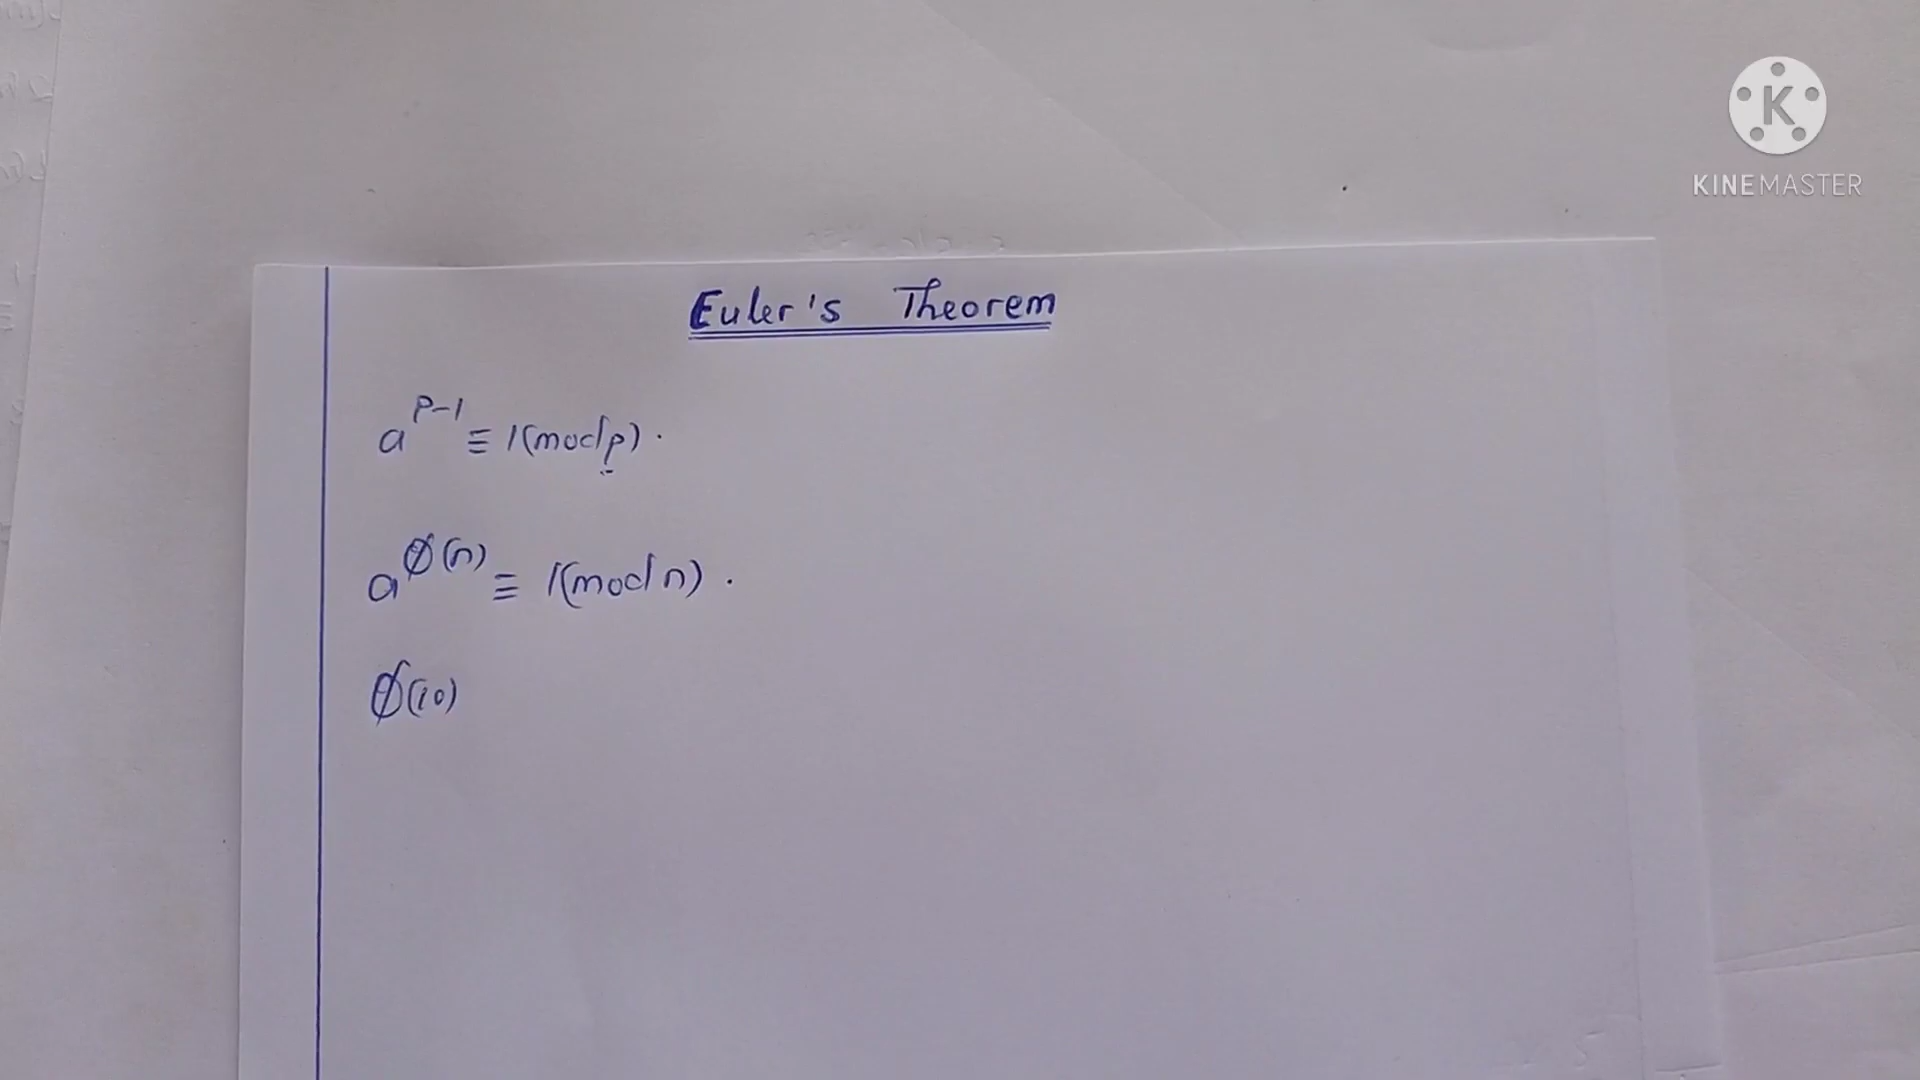 K
KINEMASTER
Euler's Theorem
a^{p-1} ≡ 1(mod p).
a^{Ø(n)} ≡ 1(mod n).
Ø(10)